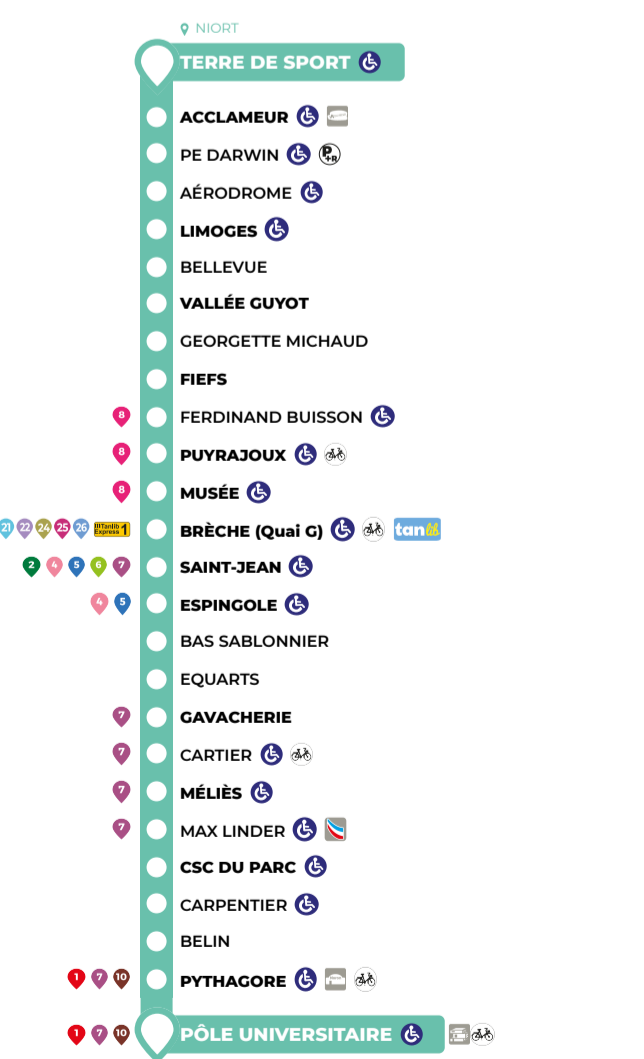 NIORT
TERRE DE SPORT
ACCLAMEUR
PE DARWIN P+R
AÉRODROME
LIMOGES
BELLEVUE
VALLÉE GUYOT
GEORGETTE MICHAUD
FIEFS
8 FERDINAND BUISSON
8 PUYRAJOUX
8 MUSÉE
21 22 24 25 26 Tanlib Express 1 BRÈCHE (Quai G) tanlib
2 4 5 6 7 SAINT-JEAN
4 5 ESPINGOLE
BAS SABLONNIER
EQUARTS
7 GAVACHERIE
7 CARTIER
7 MÉLIÈS
7 MAX LINDER
CSC DU PARC
CARPENTIER
BELIN
1 7 10 PYTHAGORE
1 7 10 PÔLE UNIVERSITAIRE